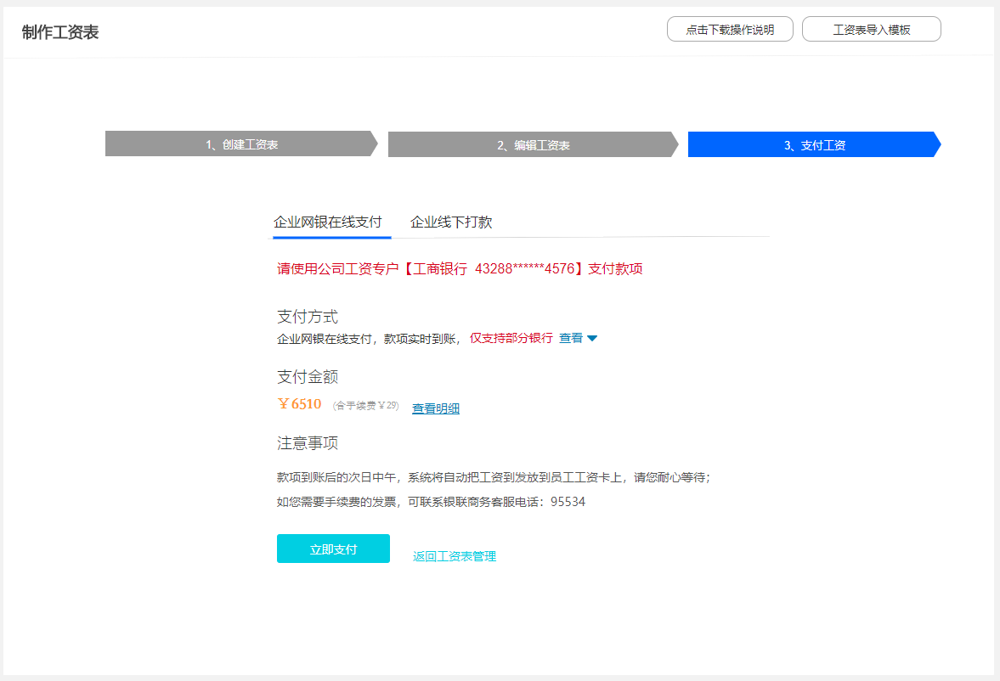 制作工资表
点击下载操作说明
工资表导入模板
1、创建工资表
2、编辑工资表
3、支付工资
企业网银在线支付
企业线下打款
请使用公司工资专户【工商银行 43288******4576】支付款项
支付方式
企业网银在线支付，款项实时到账， 仅支持部分银行 查看
支付金额
￥6510 (含手续费￥29) 查看明细
注意事项
款项到账后的次日中午，系统将自动把工资到发放到员工工资卡上，请您耐心等待；
如您需要手续费的发票，可联系银联商务客服电话：95534
立即支付
返回工资表管理